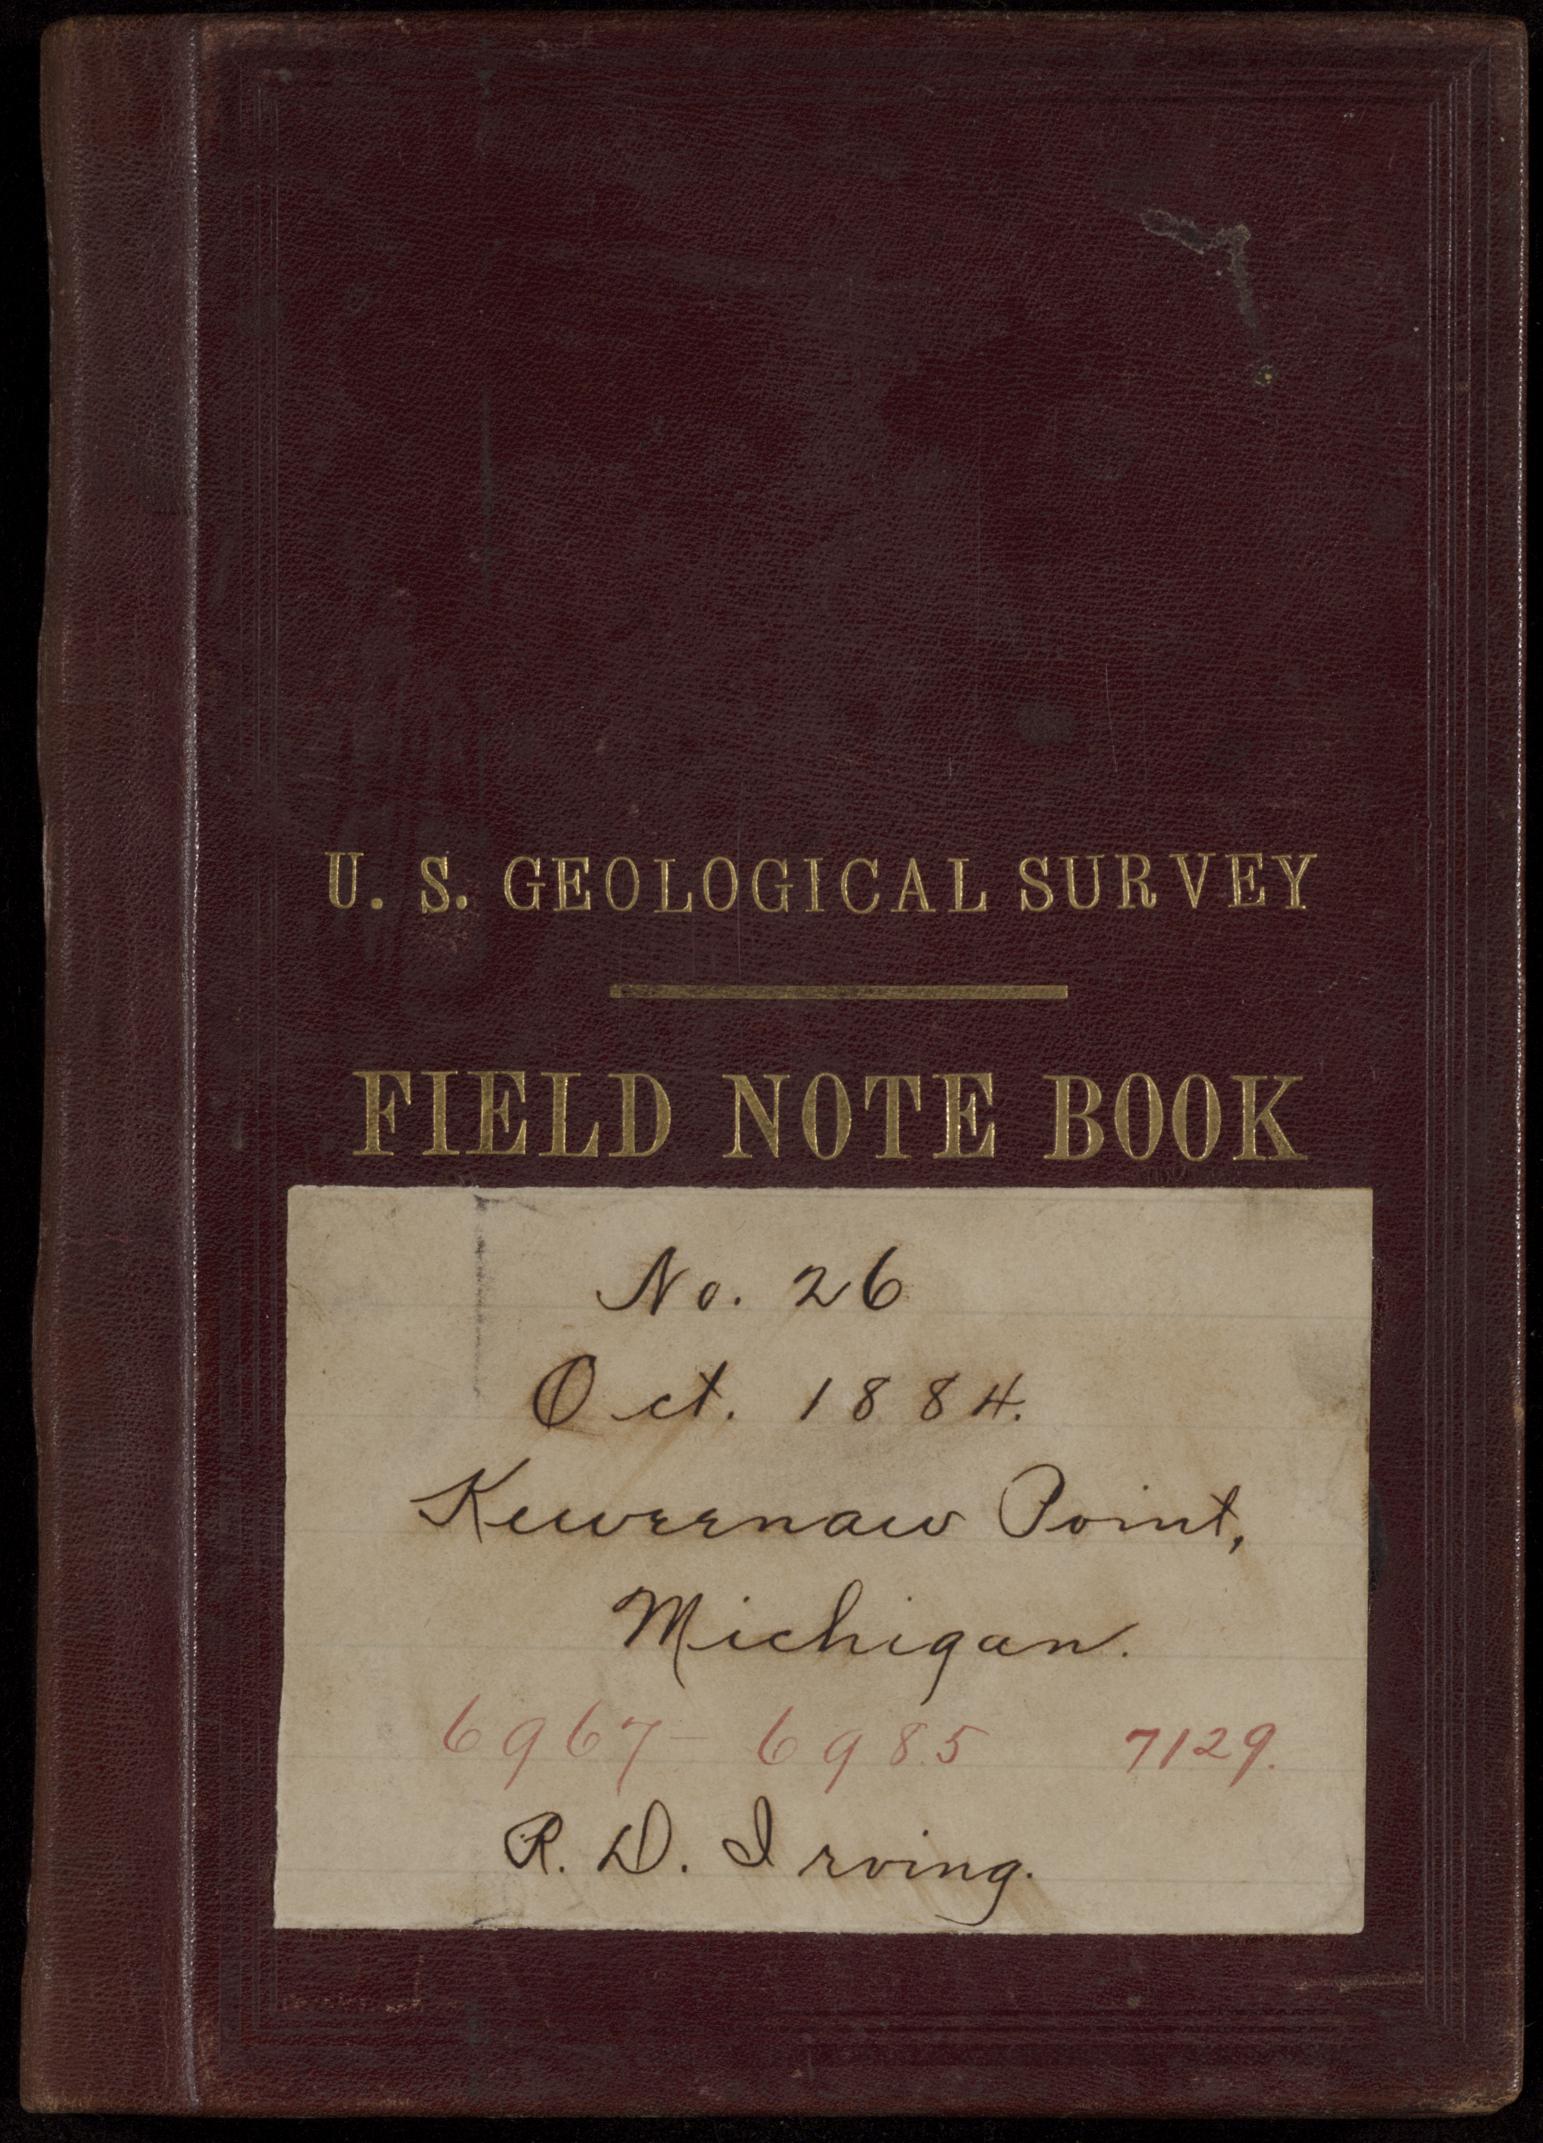 U. S. GEOLOGICAL SURVEY
FIELD NOTE BOOK
No. 26
Oct. 1884.
Keweenaw Point,
Michigan.
6967- 6985 7129.
R. D. Irving.